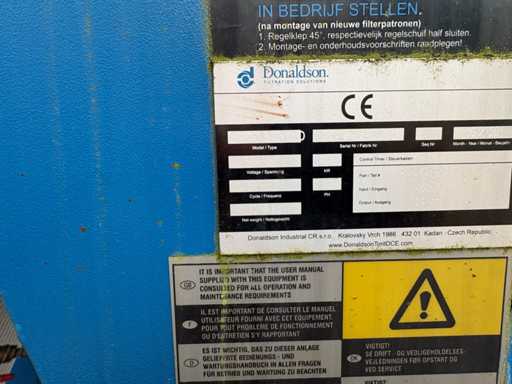 IN BEDRIJF STELLEN.
(na montage van nieuwe filterpatronen)
1. Regelklep 45°, respectievelijk regelschuif half sluiten.
2. Montage- en onderhoudsvoorschriften raadplegen!
Donaldson.
FILTRATION SOLUTIONS
CE
Model / Type
Serial Nr / Fabrik Nr
Seq Nr
Voltage / Spannung
KW
Control Timer / Steuerkasten
Part / Teil #
Cycle / Frequenz
PH
Input / Eingang
Output / Ausgang
Net weight / Nettogewicht
Donaldson Industrial CR s.r.o. Kralovsky Vrch 1986 432 01 Kadan Czech Republic
www.DonaldsonToritDCE.com
GB
IT IS IMPORTANT THAT THE USER MANUAL
SUPPLIED WITH THIS EQUIPMENT IS
CONSULTED FOR ALL OPERATION AND
MAINTENANCE REQUIREMENTS
F
IL EST IMPORTANT DE CONSULTER LE MANUEL
UTILISATEUR FOURNI AVEC CET EQUIPEMENT,
POUR TOUT PROBLEME DE FONCTIONNEMENT
OU D'ENTRETIEN S'Y RAPPORTANT
D
ES IST WICHTIG, DAS ZU DIESER ANLAGE
GELIEFERTE BEDIENUNGS - UND
WARTUNGSHANDBUCH IN ALLEN FRAGEN
FÜR BETRIEB UND WARTUNG ZU BEACHTEN
DK
VIGTIGT!
SE DRIFT - OG VEDLIGEHOLDELSES-
VEJLEDNINGEN FØR OPSTART OG
VED SERVICE